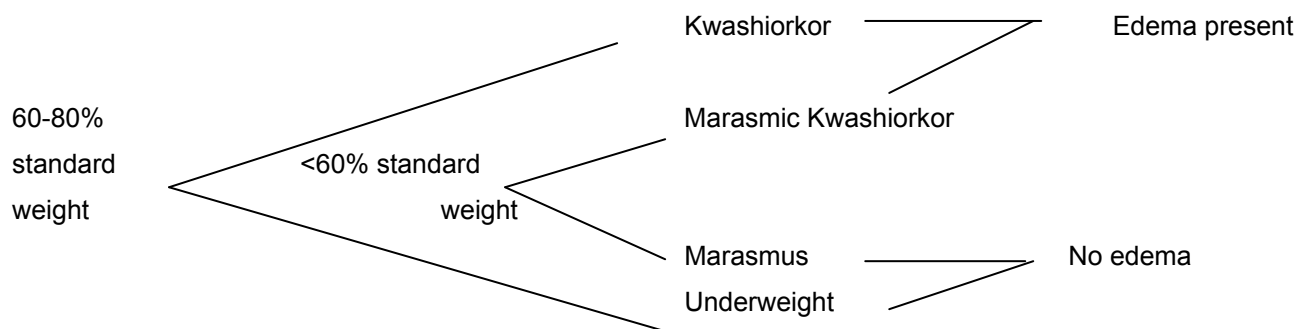 Kwashiorkor Edema present
60-80% Marasmic Kwashiorkor
standard <60% standard
weight weight
Marasmus No edema
Underweight